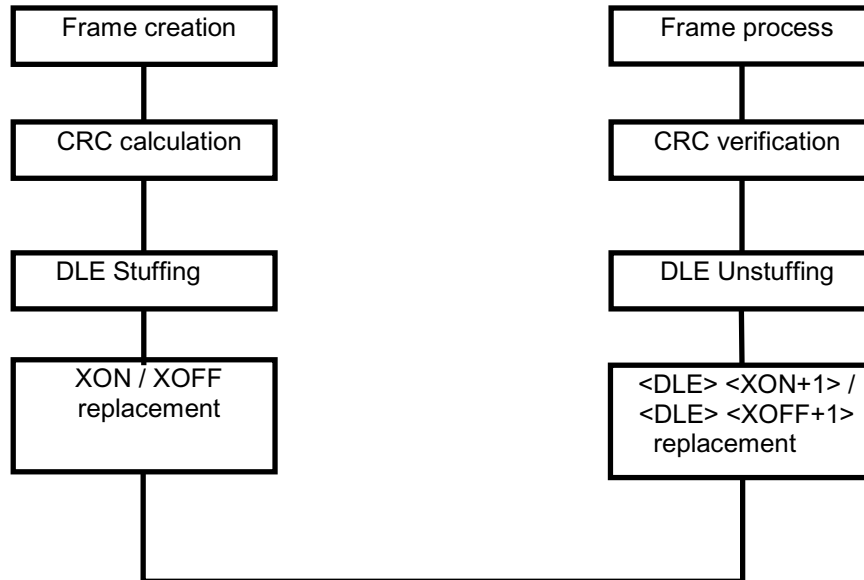 Frame creation
CRC calculation
DLE Stuffing
XON / XOFF
replacement
Frame process
CRC verification
DLE Unstuffing
<DLE> <XON+1> /
<DLE> <XOFF+1>
replacement